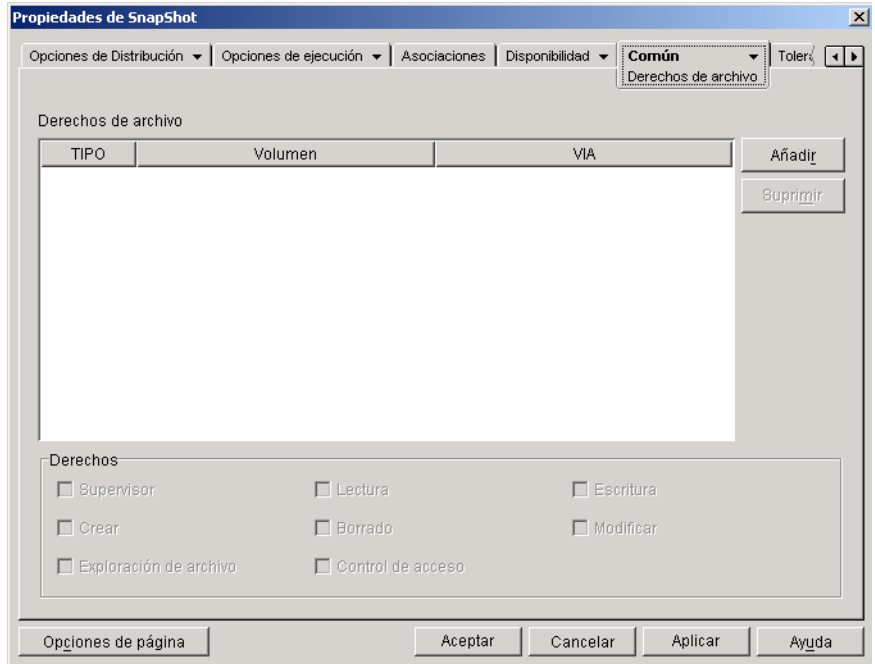 Propiedades de SnapShot
Opciones de Distribución Opciones de ejecución Asociaciones Disponibilidad Común
Derechos de archivo
Derechos de archivo
TIPO Volumen VIA
Añadir
Suprimir
Derechos
Supervisor Lectura Escritura
Crear Borrado Modificar
Exploración de archivo Control de acceso
Opciones de página Aceptar Cancelar Aplicar Ayuda